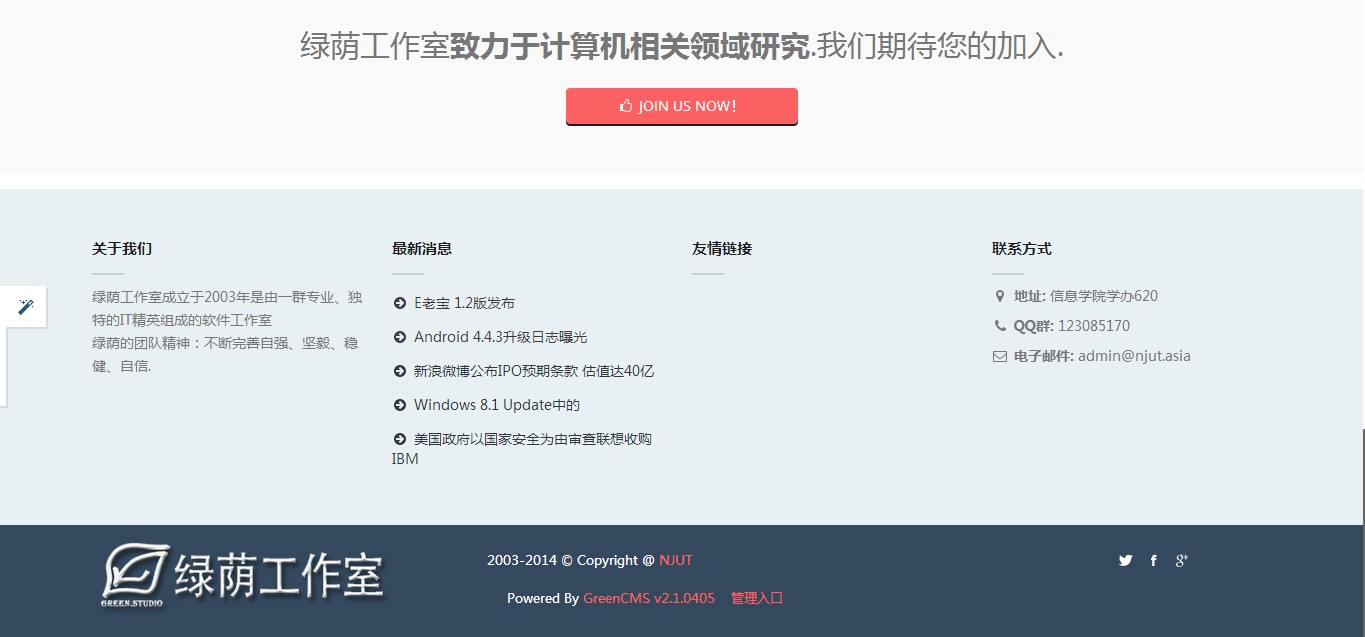 绿荫工作室致力于计算机相关领域研究.我们期待您的加入.
JOIN US NOW!
关于我们
绿荫工作室成立于2003年是由一群专业、独
特的IT精英组成的软件工作室
绿荫的团队精神：不断完善自强、坚毅、稳
健、自信.
最新消息
E老宝 1.2版发布
Android 4.4.3升级日志曝光
新浪微博公布IPO预期条款 估值达40亿
Windows 8.1 Update中的
美国政府以国家安全为由审查联想收购
IBM
友情链接
联系方式
地址: 信息学院学办620
QQ群: 123085170
电子邮件: admin@njut.asia
绿荫工作室
GREEN.STUDIO
2003-2014 © Copyright @ NJUT
Powered By GreenCMS v2.1.0405 管理入口